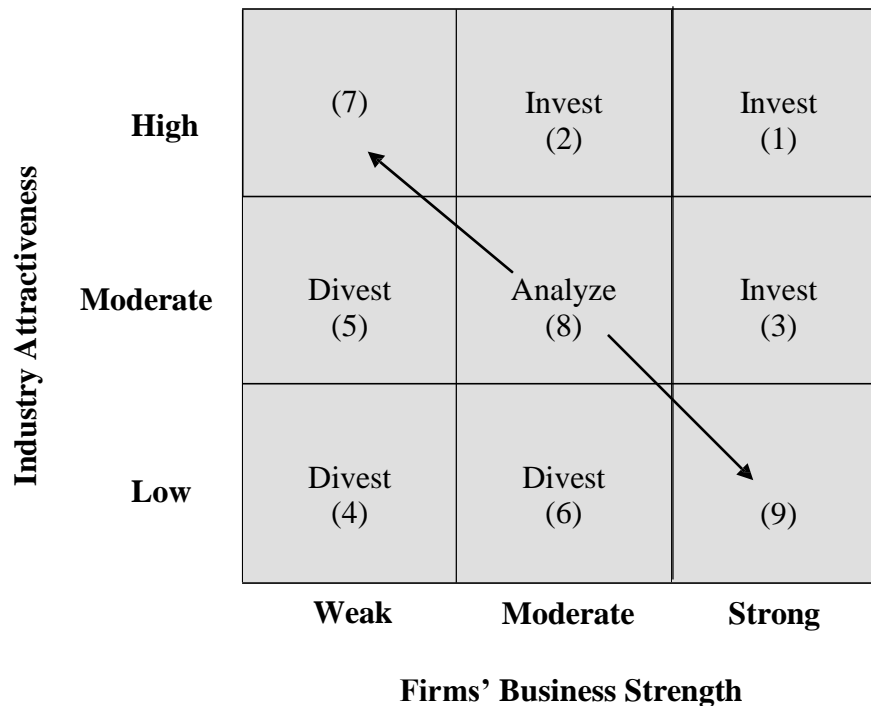 High
(7)
Invest
(2)
Invest
(1)
Industry Attractiveness
Moderate
Divest
(5)
Analyze
(8)
Invest
(3)
Low
Divest
(4)
Divest
(6)
(9)
Weak
Moderate
Strong
Firms’ Business Strength